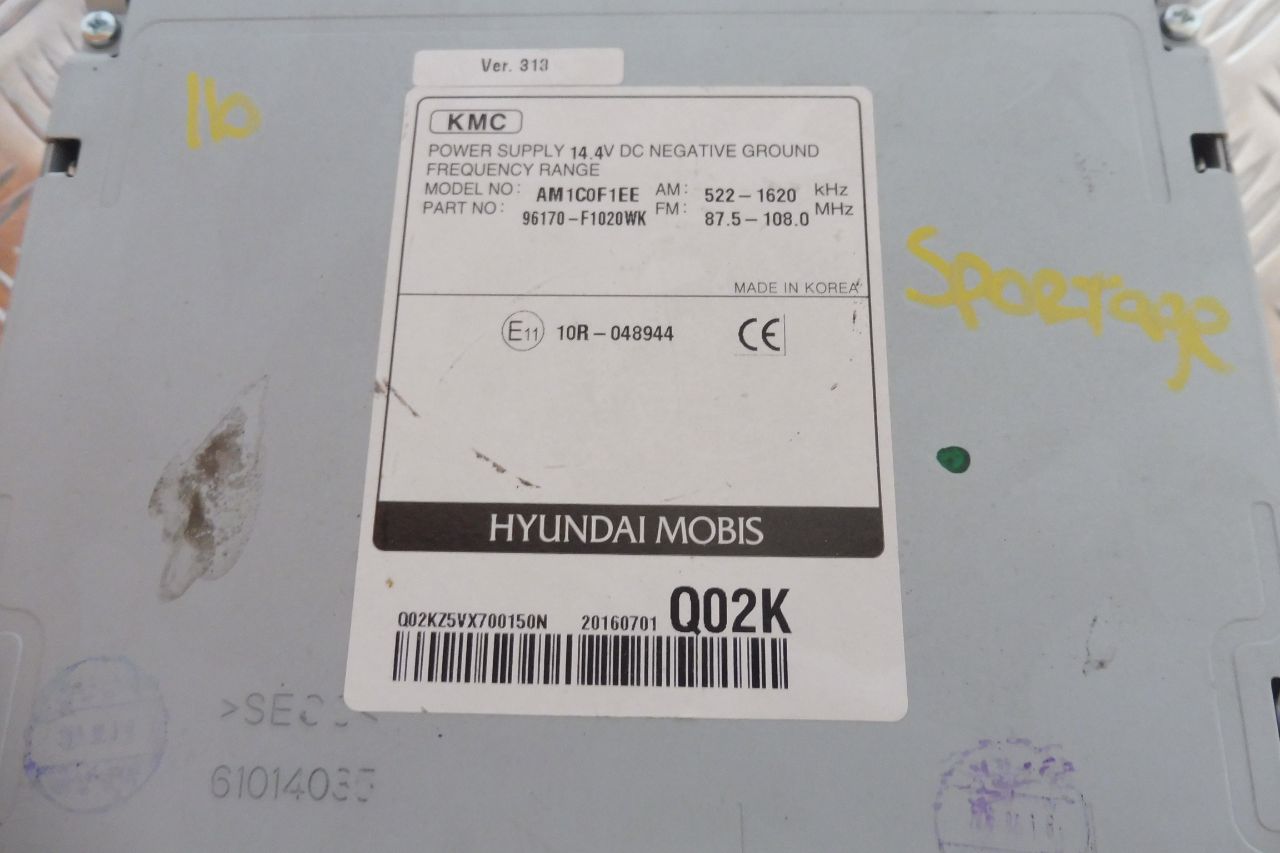 Ver. 313
16
KMC
POWER SUPPLY 14.4V DC NEGATIVE GROUND
FREQUENCY RANGE
MODEL NO: AM1C0F1EE AM: 522-1620 kHz
PART NO: 96170-F1020WK FM: 87.5-108.0 MHz
MADE IN KOREA
SPORTAGE
E11 10R-048944 CE
HYUNDAI MOBIS
Q02KZ5VX700150N 20160701 Q02K
61014035